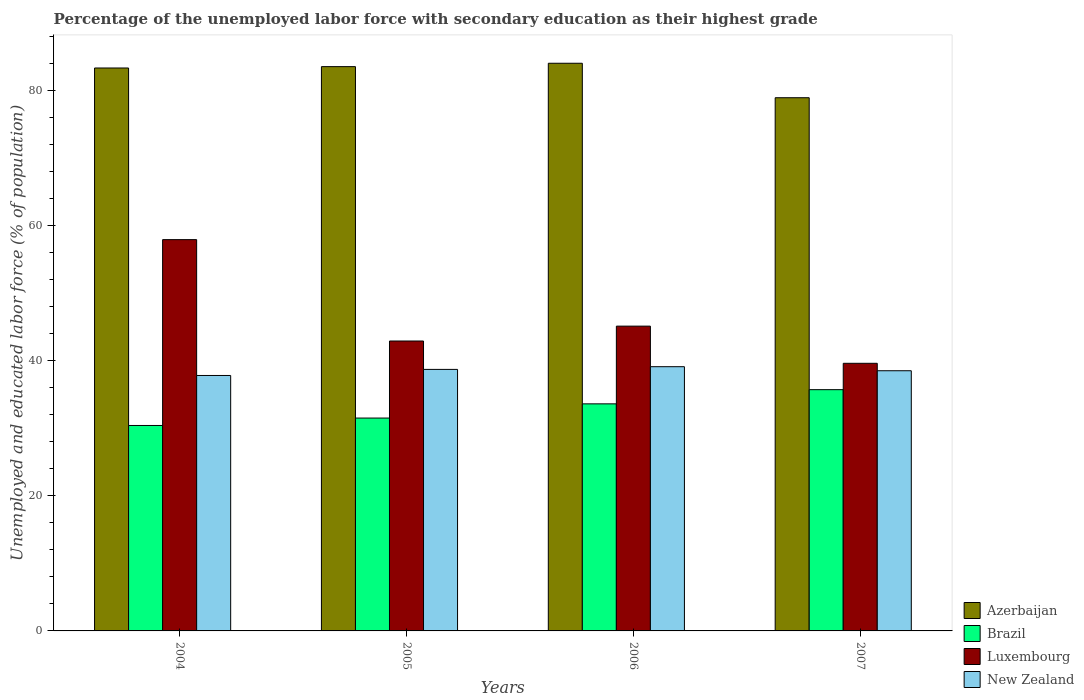 Percentage of the unemployed labor force with secondary education as their highest grade
Unemployed and educated labor force (% of population)
80
60
40
20
0
2004
2005
2006
2007
Years
Azerbaijan
Brazil
Luxembourg
New Zealand